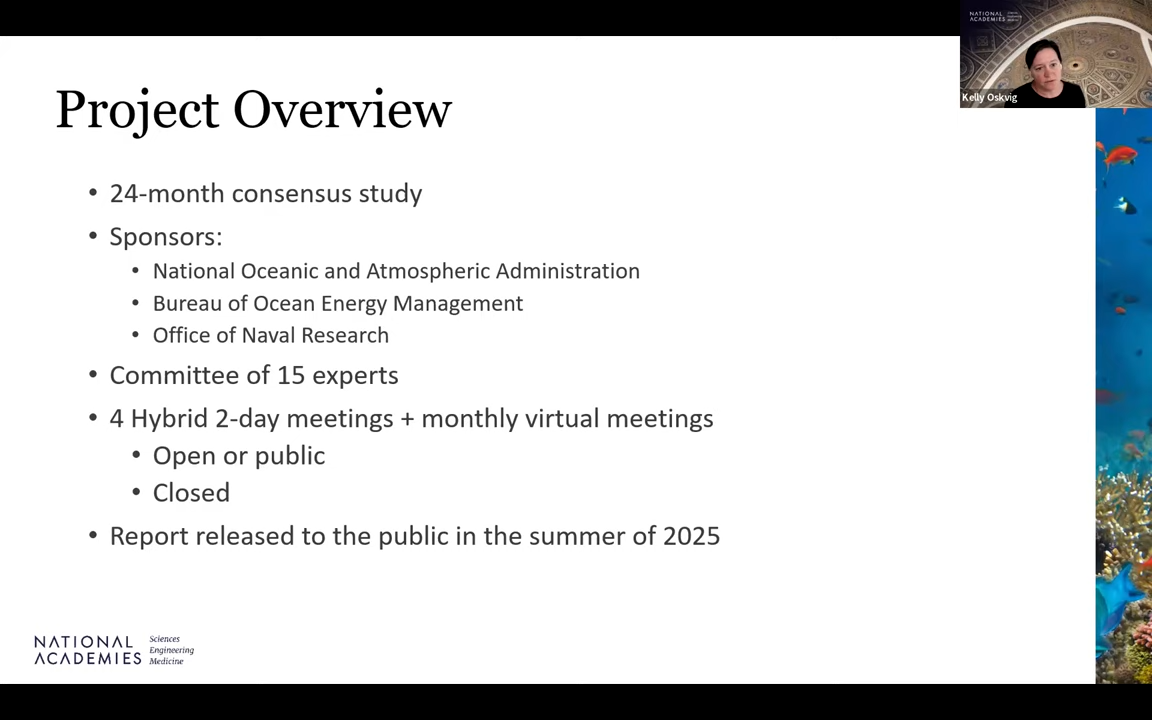 NATIONAL
ACADEMIES
Kelly Oskvig
Project Overview
• 24-month consensus study
• Sponsors:
• National Oceanic and Atmospheric Administration
• Bureau of Ocean Energy Management
• Office of Naval Research
• Committee of 15 experts
• 4 Hybrid 2-day meetings + monthly virtual meetings
• Open or public
• Closed
• Report released to the public in the summer of 2025
NATIONAL
ACADEMIES
Sciences
Engineering
Medicine